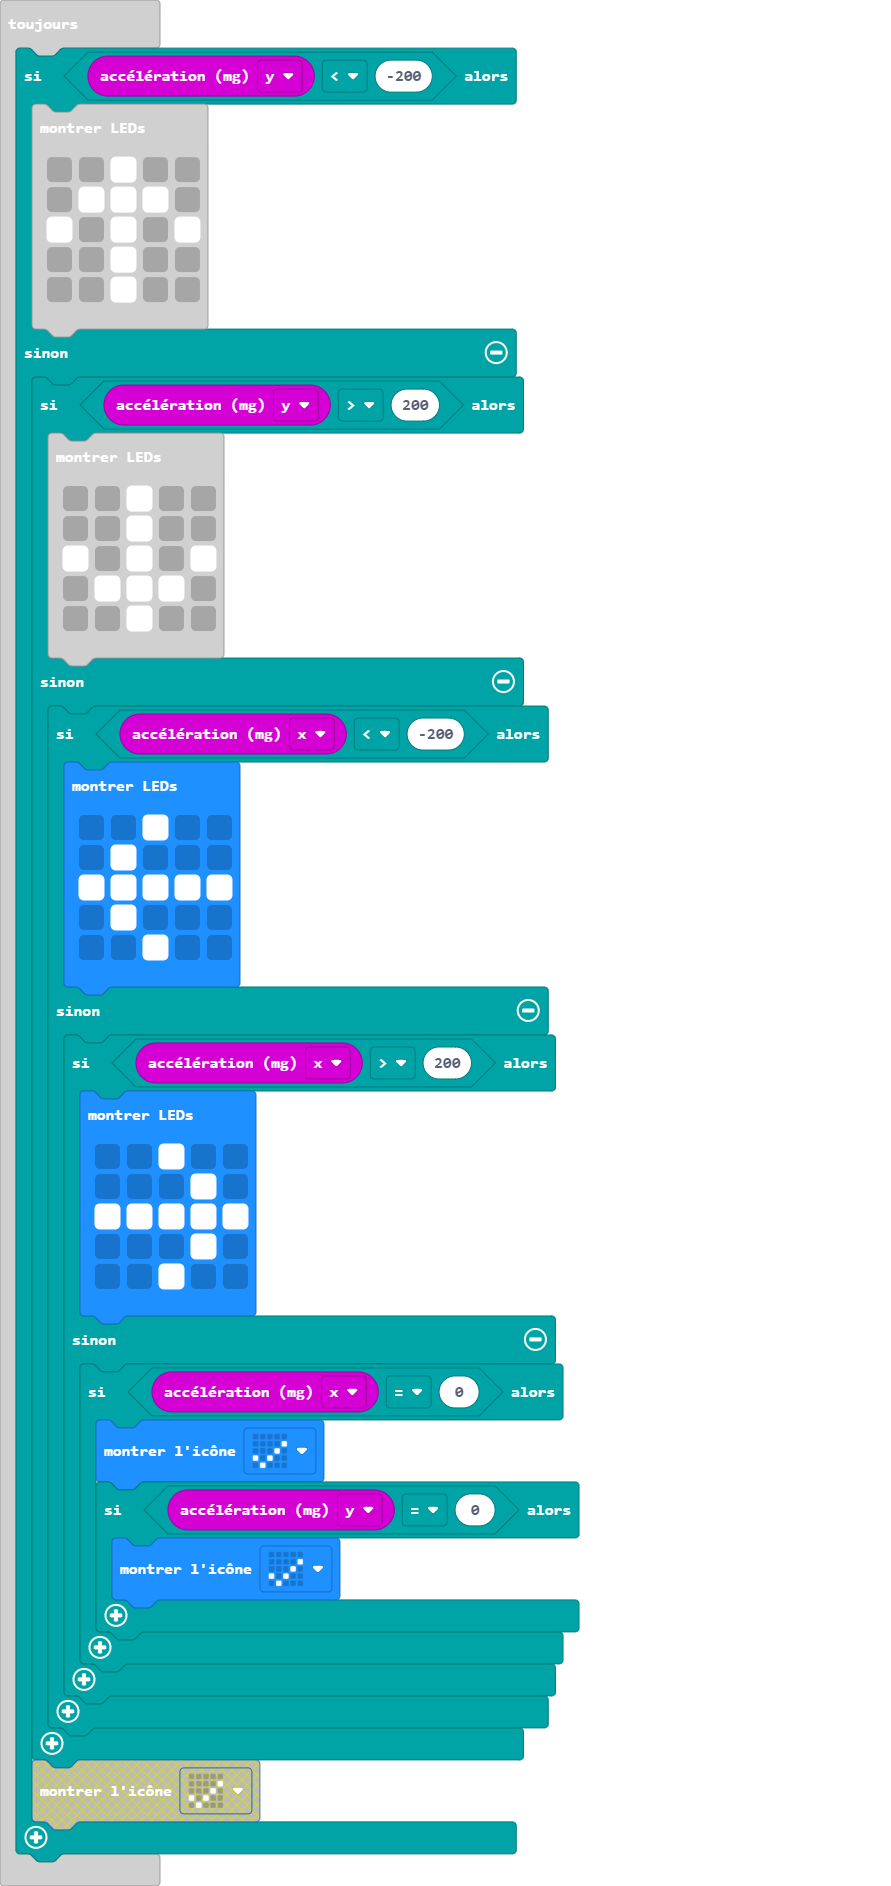 toujours
si accélération (mg) y < -200 alors
montrer LEDs
sinon
si accélération (mg) y > 200 alors
montrer LEDs
sinon
si accélération (mg) x < -200 alors
montrer LEDs
sinon
si accélération (mg) x > 200 alors
montrer LEDs
sinon
si accélération (mg) x = 0 alors
montrer l'icône
si accélération (mg) y = 0 alors
montrer l'icône
montrer l'icône